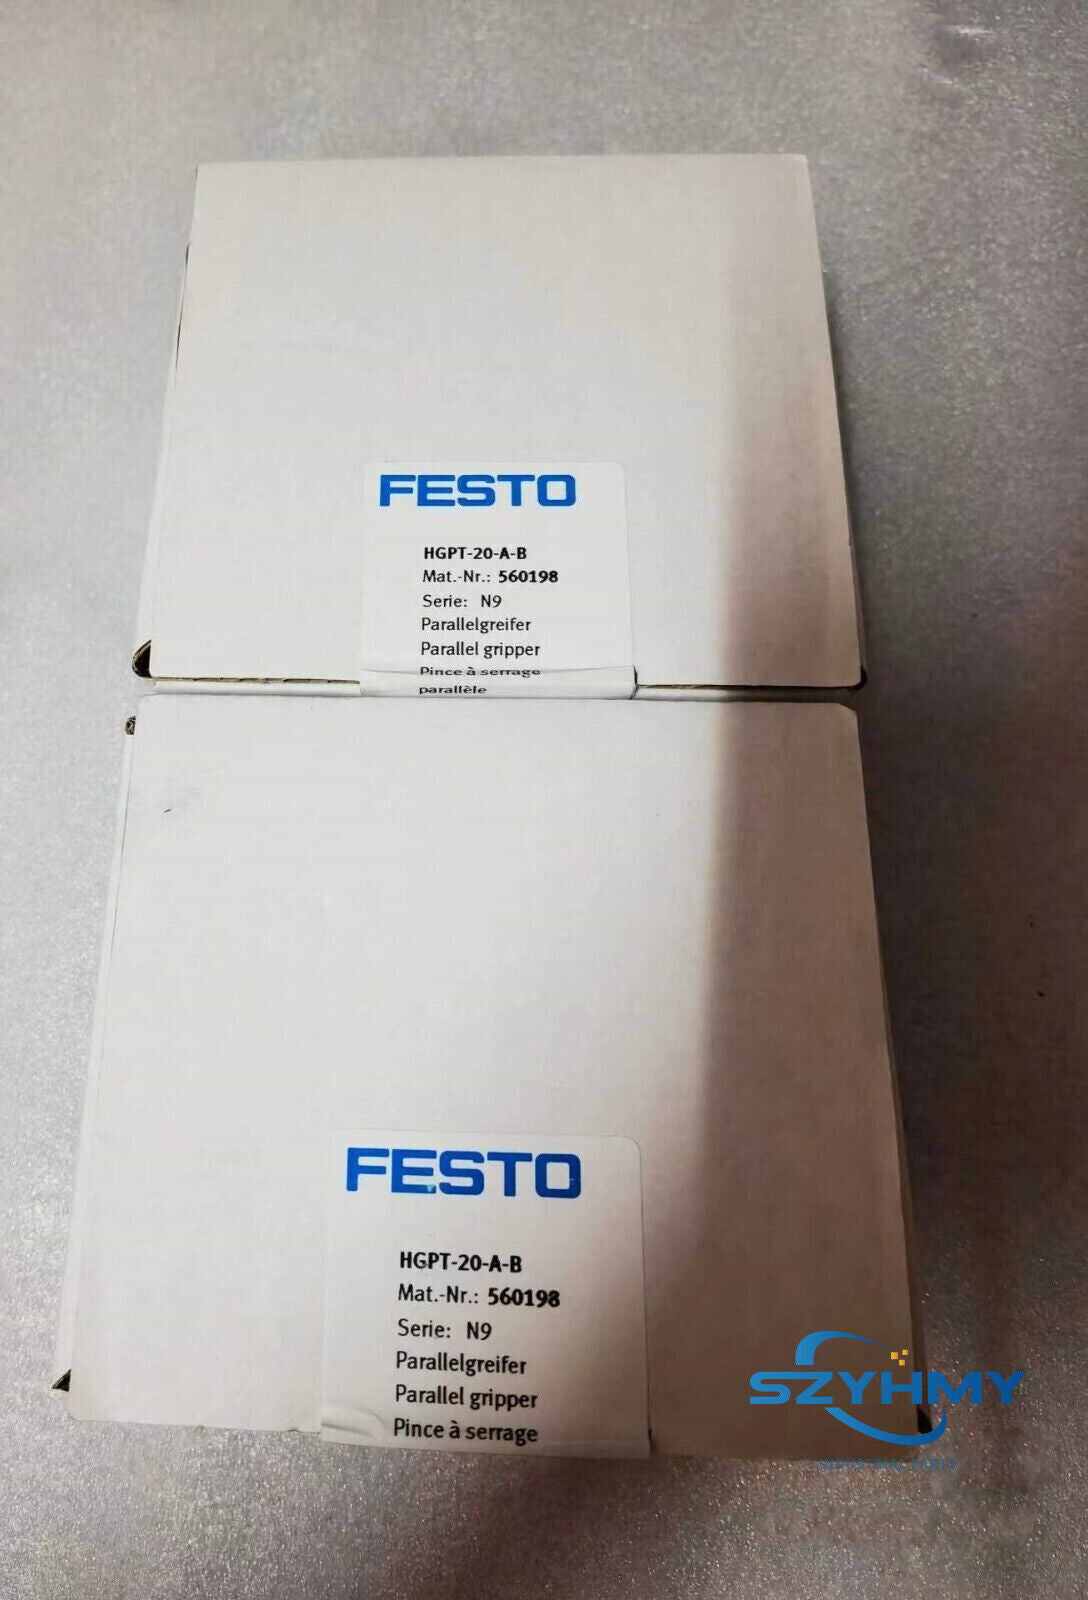 FESTO
HGPT-20-A-B
Mat.-Nr.: 560198
Serie: N9
Parallelgreifer
Parallel gripper
Pince à serrage
parallèle
FESTO
HGPT-20-A-B
Mat.-Nr.: 560198
Serie: N9
Parallelgreifer
Parallel gripper
Pince à serrage
SZYHMY